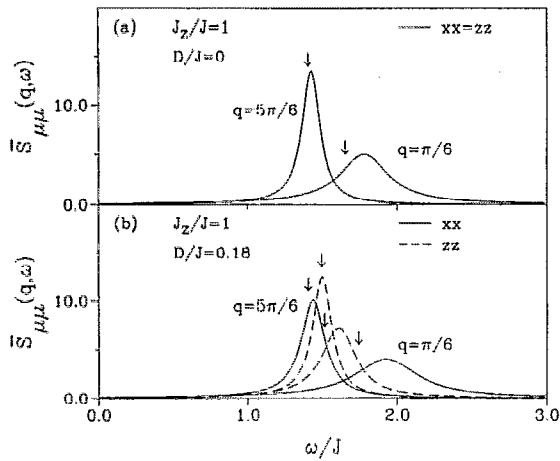 (a) J_z/J=1 xx=zz
D/J=0
10.0
q=5π/6
q=π/6
0.0
S̄_μμ(q,ω)
(b) J_z/J=1 xx
D/J=0.18 zz
10.0
q=5π/6
q=π/6
0.0
S̄_μμ(q,ω)
0.0 1.0 2.0 3.0
ω/J